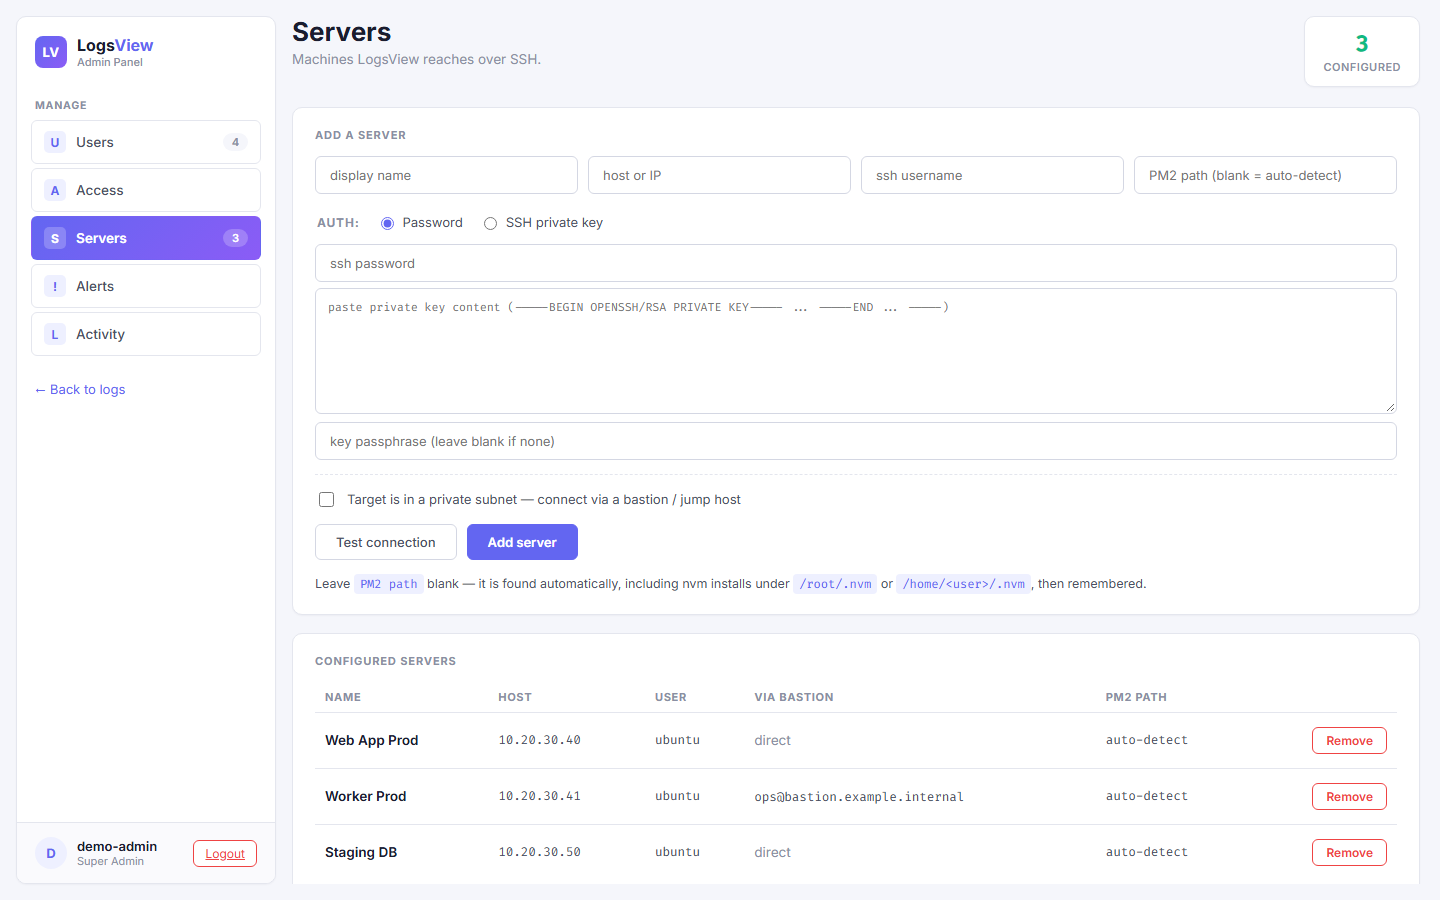 LV
LogsView
Admin Panel
MANAGE
U Users 4
A Access
S Servers 3
! Alerts
L Activity
← Back to logs
D
demo-admin
Super Admin
Logout
Servers
Machines LogsView reaches over SSH.
3
CONFIGURED
ADD A SERVER
display name
host or IP
ssh username
PM2 path (blank = auto-detect)
AUTH: Password SSH private key
ssh password
paste private key content (-----BEGIN OPENSSH/RSA PRIVATE KEY----- ... -----END ... -----)
key passphrase (leave blank if none)
Target is in a private subnet — connect via a bastion / jump host
Test connection
Add server
Leave PM2 path blank — it is found automatically, including nvm installs under /root/.nvm or /home/<user>/.nvm, then remembered.
CONFIGURED SERVERS
NAME HOST USER VIA BASTION PM2 PATH
Web App Prod 10.20.30.40 ubuntu direct auto-detect Remove
Worker Prod 10.20.30.41 ubuntu ops@bastion.example.internal auto-detect Remove
Staging DB 10.20.30.50 ubuntu direct auto-detect Remove